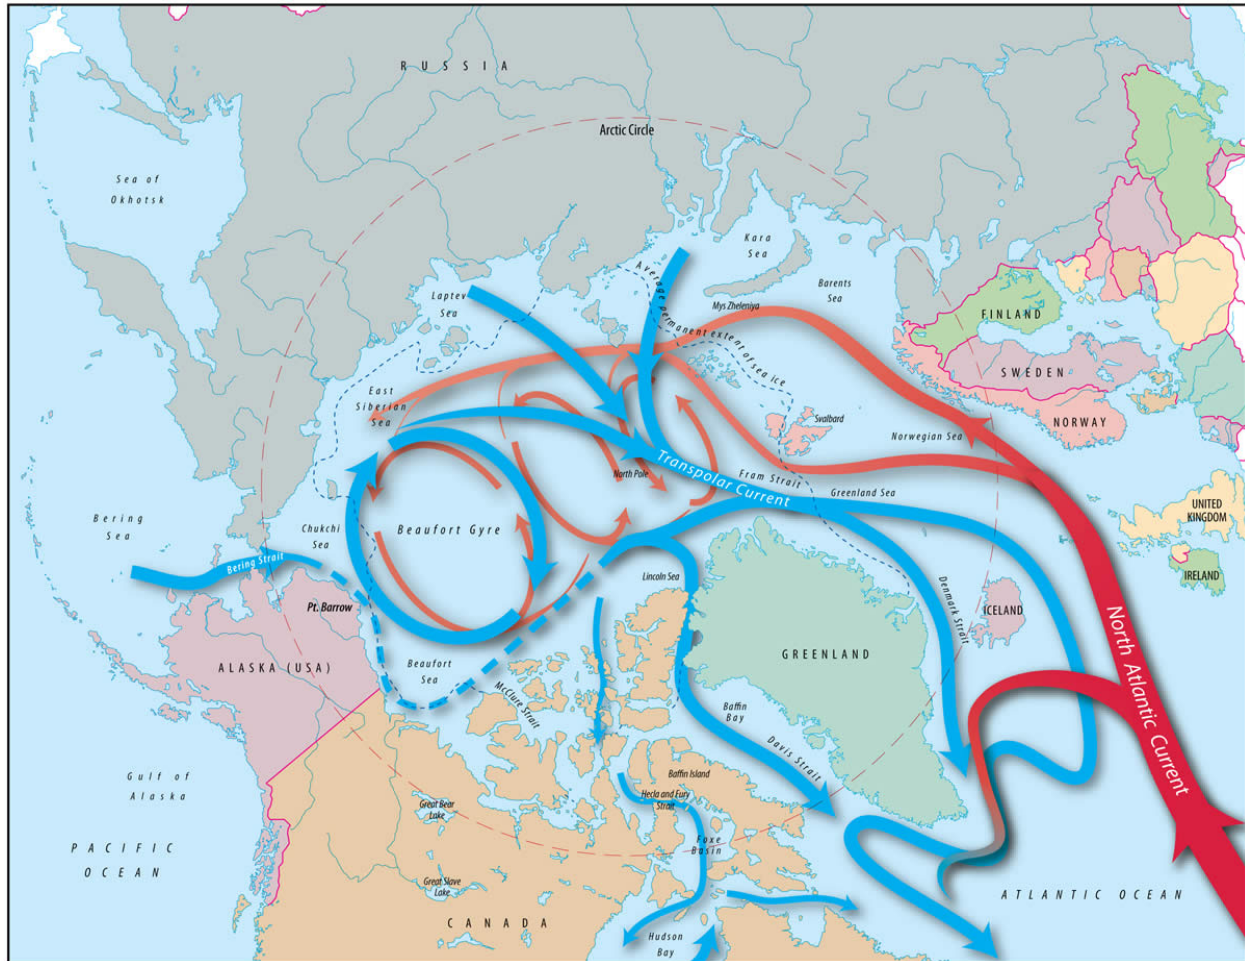 RUSSIA
Arctic Circle
Sea of
Okhotsk
Kara
Sea
Laptev
Sea
Average permanent extent of sea ice
Mys Zheleniya
Barents
Sea
FINLAND
SWEDEN
NORWAY
East
Siberian
Sea
Svalbard
Norwegian Sea
North Pole
Transpolar Current
Fram Strait
Greenland Sea
Bering
Sea
Chukchi
Sea
Beaufort Gyre
UNITED
KINGDOM
IRELAND
Bering Strait
Lincoln Sea
Denmark Strait
ICELAND
Pt. Barrow
ALASKA (USA)
Beaufort
Sea
McClure Strait
GREENLAND
North Atlantic Current
Baffin
Bay
Davis Strait
Gulf of
Alaska
Baffin Island
Hecla and Fury
Strait
Great Bear
Lake
Foxe
Basin
PACIFIC
OCEAN
Great Slave
Lake
ATLANTIC OCEAN
CANADA
Hudson
Bay